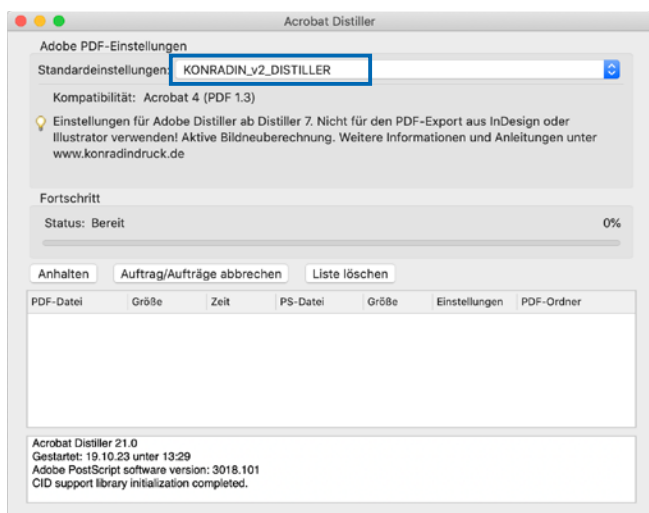 Acrobat Distiller
Adobe PDF-Einstellungen
Standardeinstellungen: KONRADIN_v2_DISTILLER
Kompatibilität: Acrobat 4 (PDF 1.3)
Einstellungen für Adobe Distiller ab Distiller 7. Nicht für den PDF-Export aus InDesign oder
Illustrator verwenden! Aktive Bildneuberechnung. Weitere Informationen und Anleitungen unter
www.konradindruck.de
Fortschritt
Status: Bereit 0%
Anhalten Auftrag/Aufträge abbrechen Liste löschen
PDF-Datei Größe Zeit PS-Datei Größe Einstellungen PDF-Ordner
Acrobat Distiller 21.0
Gestartet: 19.10.23 unter 13:29
Adobe PostScript software version: 3018.101
CID support library initialization completed.